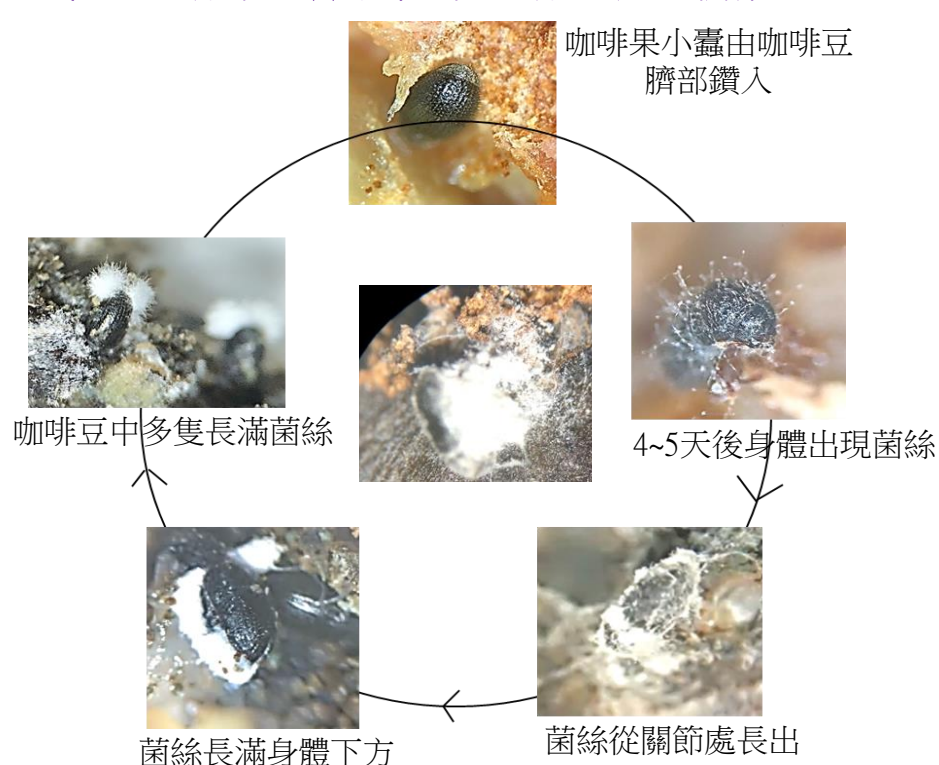 咖啡果小蠹由咖啡豆
臍部鑽入
4~5天後身體出現菌絲
菌絲從關節處長出
菌絲長滿身體下方
咖啡豆中多隻長滿菌絲